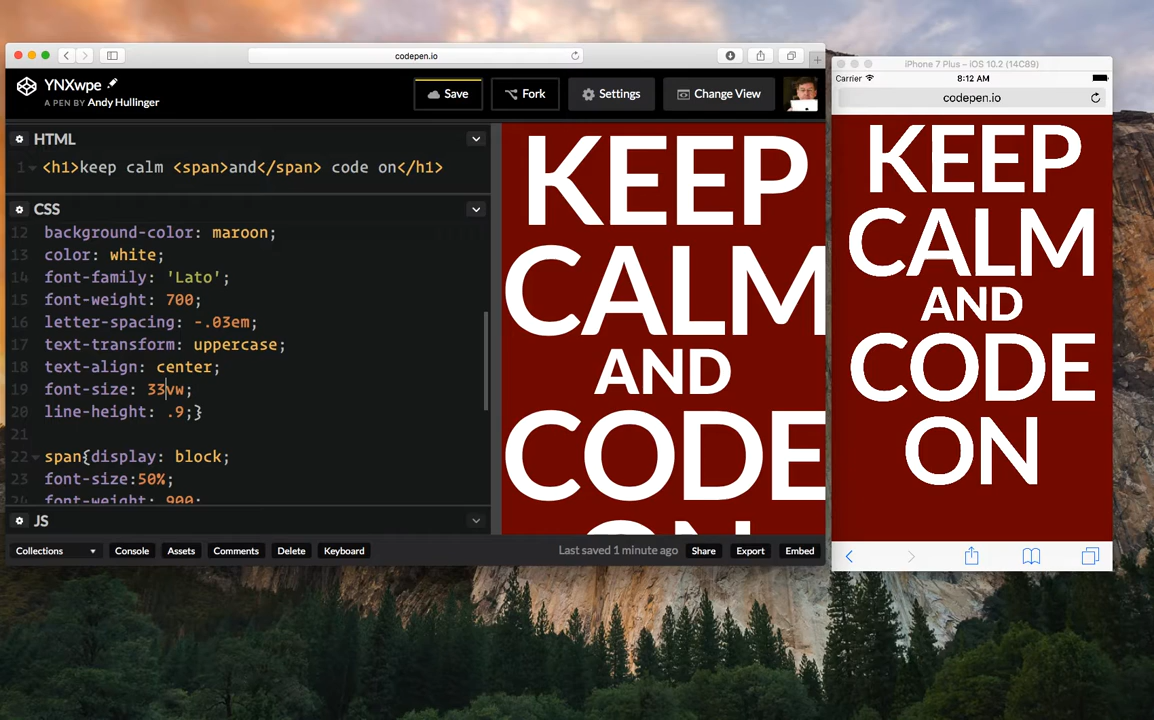 codepen.io
YNXwpe
A PEN BY Andy Hullinger
Save
Fork
Settings
Change View
HTML
1 <h1>keep calm <span>and</span> code on</h1>
CSS
12 background-color: maroon;
13 color: white;
14 font-family: 'Lato';
15 font-weight: 700;
16 letter-spacing: -.03em;
17 text-transform: uppercase;
18 text-align: center;
19 font-size: 33vw;
20 line-height: .9;}
21
22 span{display: block;
23 font-size:50%;
24 font-weight: 900;
JS
Collections
Console
Assets
Comments
Delete
Keyboard
Last saved 1 minute ago
Share
Export
Embed
KEEP
CALM
AND
CODE
ON
iPhone 7 Plus – iOS 10.2 (14C89)
Carrier
8:12 AM
codepen.io
KEEP
CALM
AND
CODE
ON